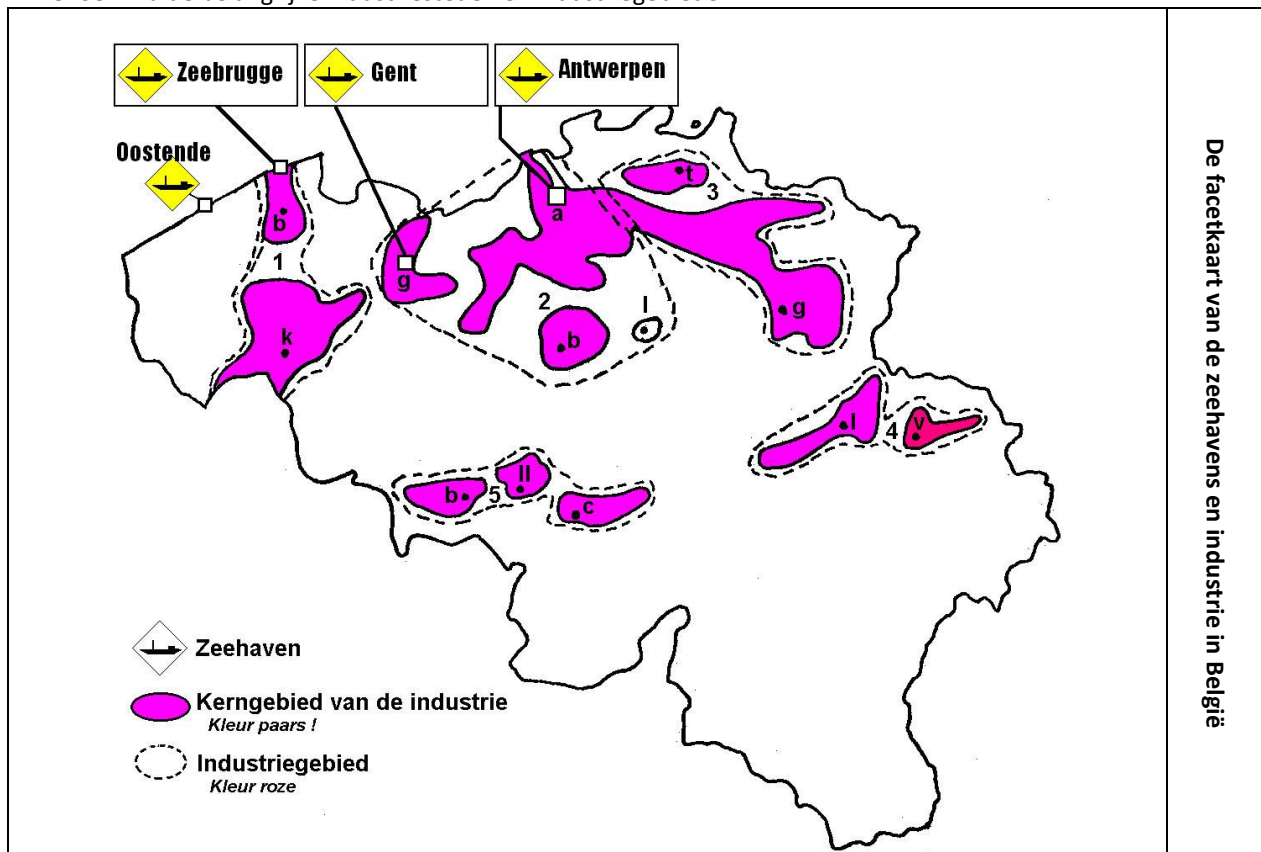 Zeebrugge
Gent
Antwerpen
Oostende
t
3
a
b
1
g
2
l
g
b
k
l
4
v
b
5
ll
c
Zeehaven
Kerngebied van de industrie
Kleur paars !
Industriegebied
Kleur roze
De facetkaart van de zeehavens en industrie in België